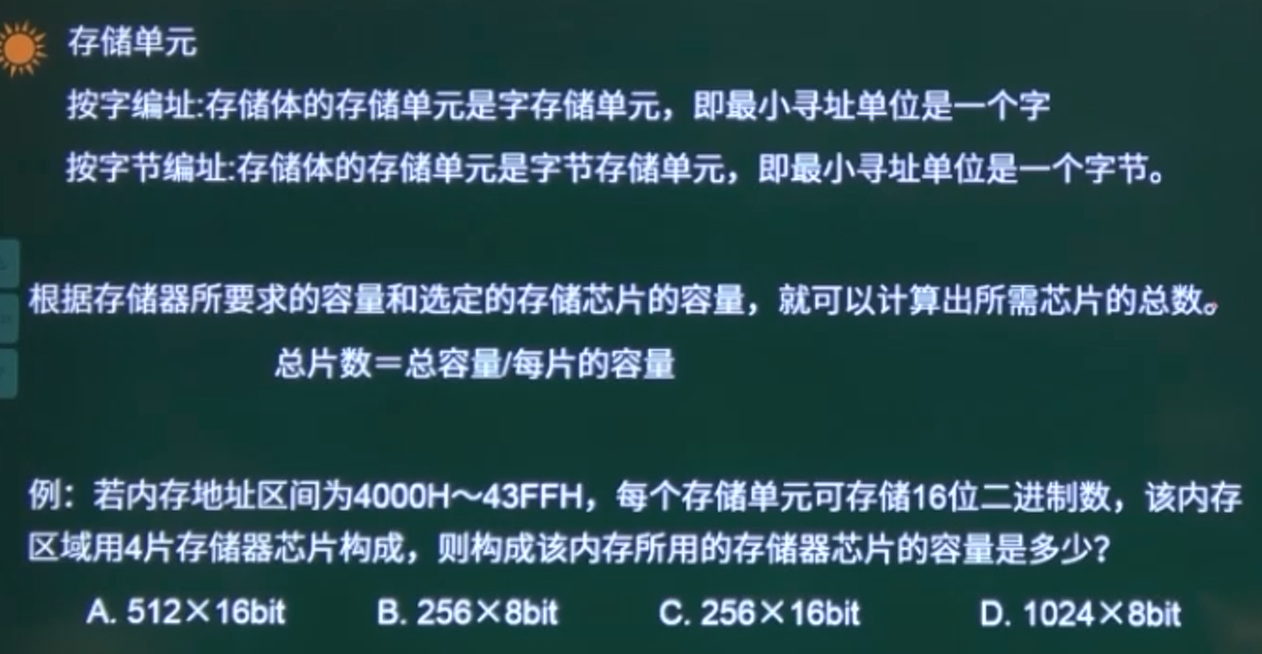 存储单元
按字编址:存储体的存储单元是字存储单元，即最小寻址单位是一个字
按字节编址:存储体的存储单元是字节存储单元，即最小寻址单位是一个字节。
根据存储器所要求的容量和选定的存储芯片的容量，就可以计算出所需芯片的总数。
总片数＝总容量/每片的容量
例：若内存地址区间为4000H～43FFH，每个存储单元可存储16位二进制数，该内存
区域用4片存储器芯片构成，则构成该内存所用的存储器芯片的容量是多少？
A. 512×16bit B. 256×8bit C. 256×16bit D. 1024×8bit